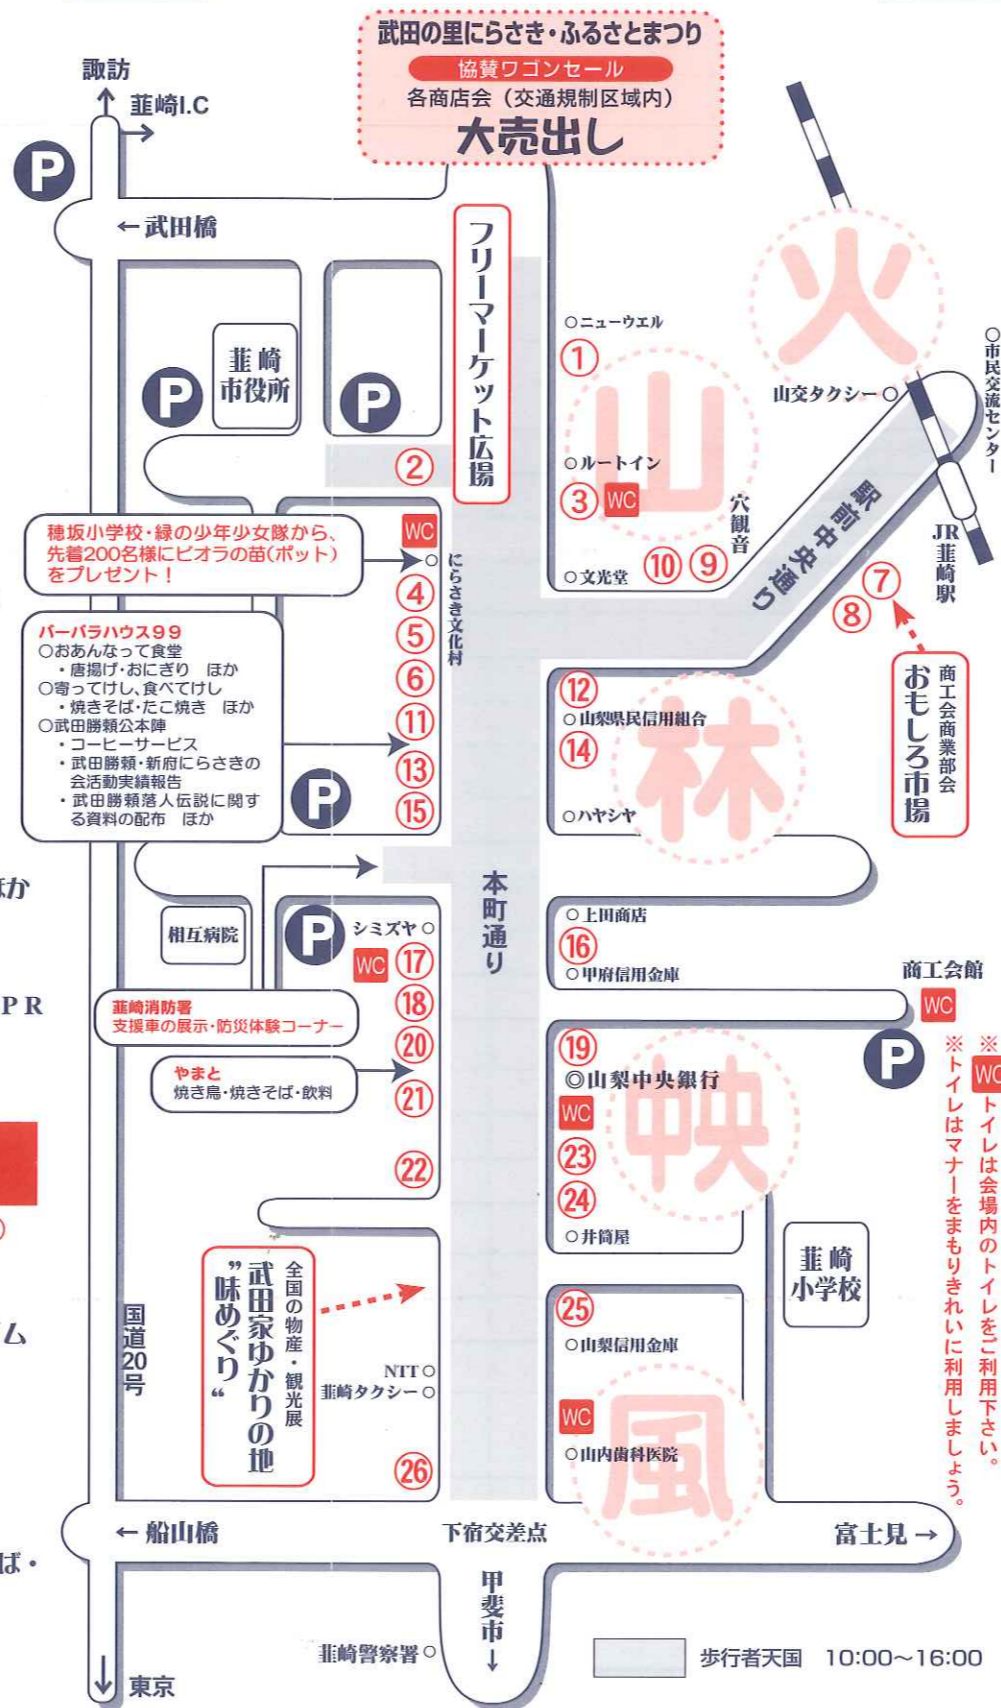 武田の里にらさき・ふるさとまつり
協賛ワゴンセール
各商店会（交通規制区域内）
大売出し
諏訪
韮崎I.C
P
←武田橋
フリーマーケット広場
火
○ニューウエル
①
韮崎
市役所
P
P
山
山交タクシー○
○市民交流センター
②
○ルートイン
③ WC
穴観音
駅前中央通り
JR韮崎駅
WC
穂坂小学校・緑の少年少女隊から、
先着200名様にビオラの苗(ポット)
をプレゼント！
○にらさき文化村
○文光堂
⑩ ⑨
⑦
⑧
④
⑤
⑥
⑪
⑬
⑮
バーバラハウス99
○おあんなって食堂
・唐揚げ・おにぎり　ほか
○寄ってけし、食べてけし
・焼きそば・たこ焼き　ほか
○武田勝頼公本陣
・コーヒーサービス
・武田勝頼・新府にらさきの
会活動実績報告
・武田勝頼落人伝説に関す
る資料の配布　ほか
P
商工会商業部会
おもしろ市場
⑫
○山梨県民信用組合
⑭
林
○ハヤシヤ
本町通り
ほか
相互病院
P
シミズヤ○
WC ⑰
⑱
⑳
㉑
㉒
○上田商店
⑯
○甲府信用金庫
商工会館
WC
P
PR
韮崎消防署
支援車の展示・防災体験コーナー
やまと
焼き鳥・焼きそば・飲料
⑲
◎山梨中央銀行
WC
㉓
㉔
○井筒屋
※WCトイレは会場内のトイレをご利用下さい。
※トイレはマナーをまもりきれいに利用しましょう。
韮崎
小学校
国道20号
全国の物産・観光展
武田家ゆかりの地
”味めぐり“
NTT○
韮崎タクシー○
㉖
㉕
○山梨信用金庫
WC
○山内歯科医院
風
←船山橋
下宿交差点
富士見→
ば・
甲斐市
↓
韮崎警察署○
東京
歩行者天国　10:00～16:00